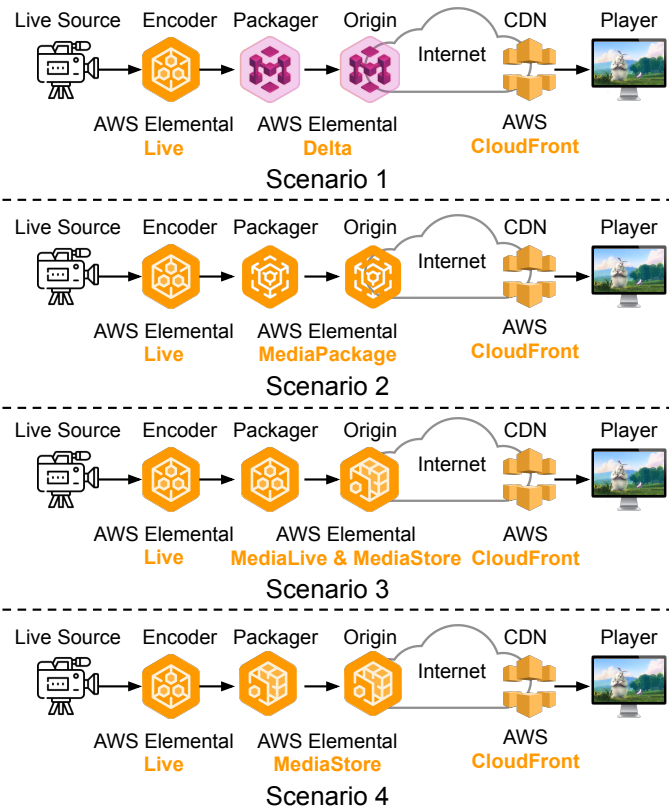 Live Source Encoder Packager Origin CDN Player
Internet
AWS Elemental AWS Elemental AWS
Live Delta CloudFront
Scenario 1
Live Source Encoder Packager Origin CDN Player
Internet
AWS Elemental AWS Elemental AWS
Live MediaPackage CloudFront
Scenario 2
Live Source Encoder Packager Origin CDN Player
Internet
AWS Elemental AWS Elemental AWS
Live MediaLive & MediaStore CloudFront
Scenario 3
Live Source Encoder Packager Origin CDN Player
Internet
AWS Elemental AWS Elemental AWS
Live MediaStore CloudFront
Scenario 4